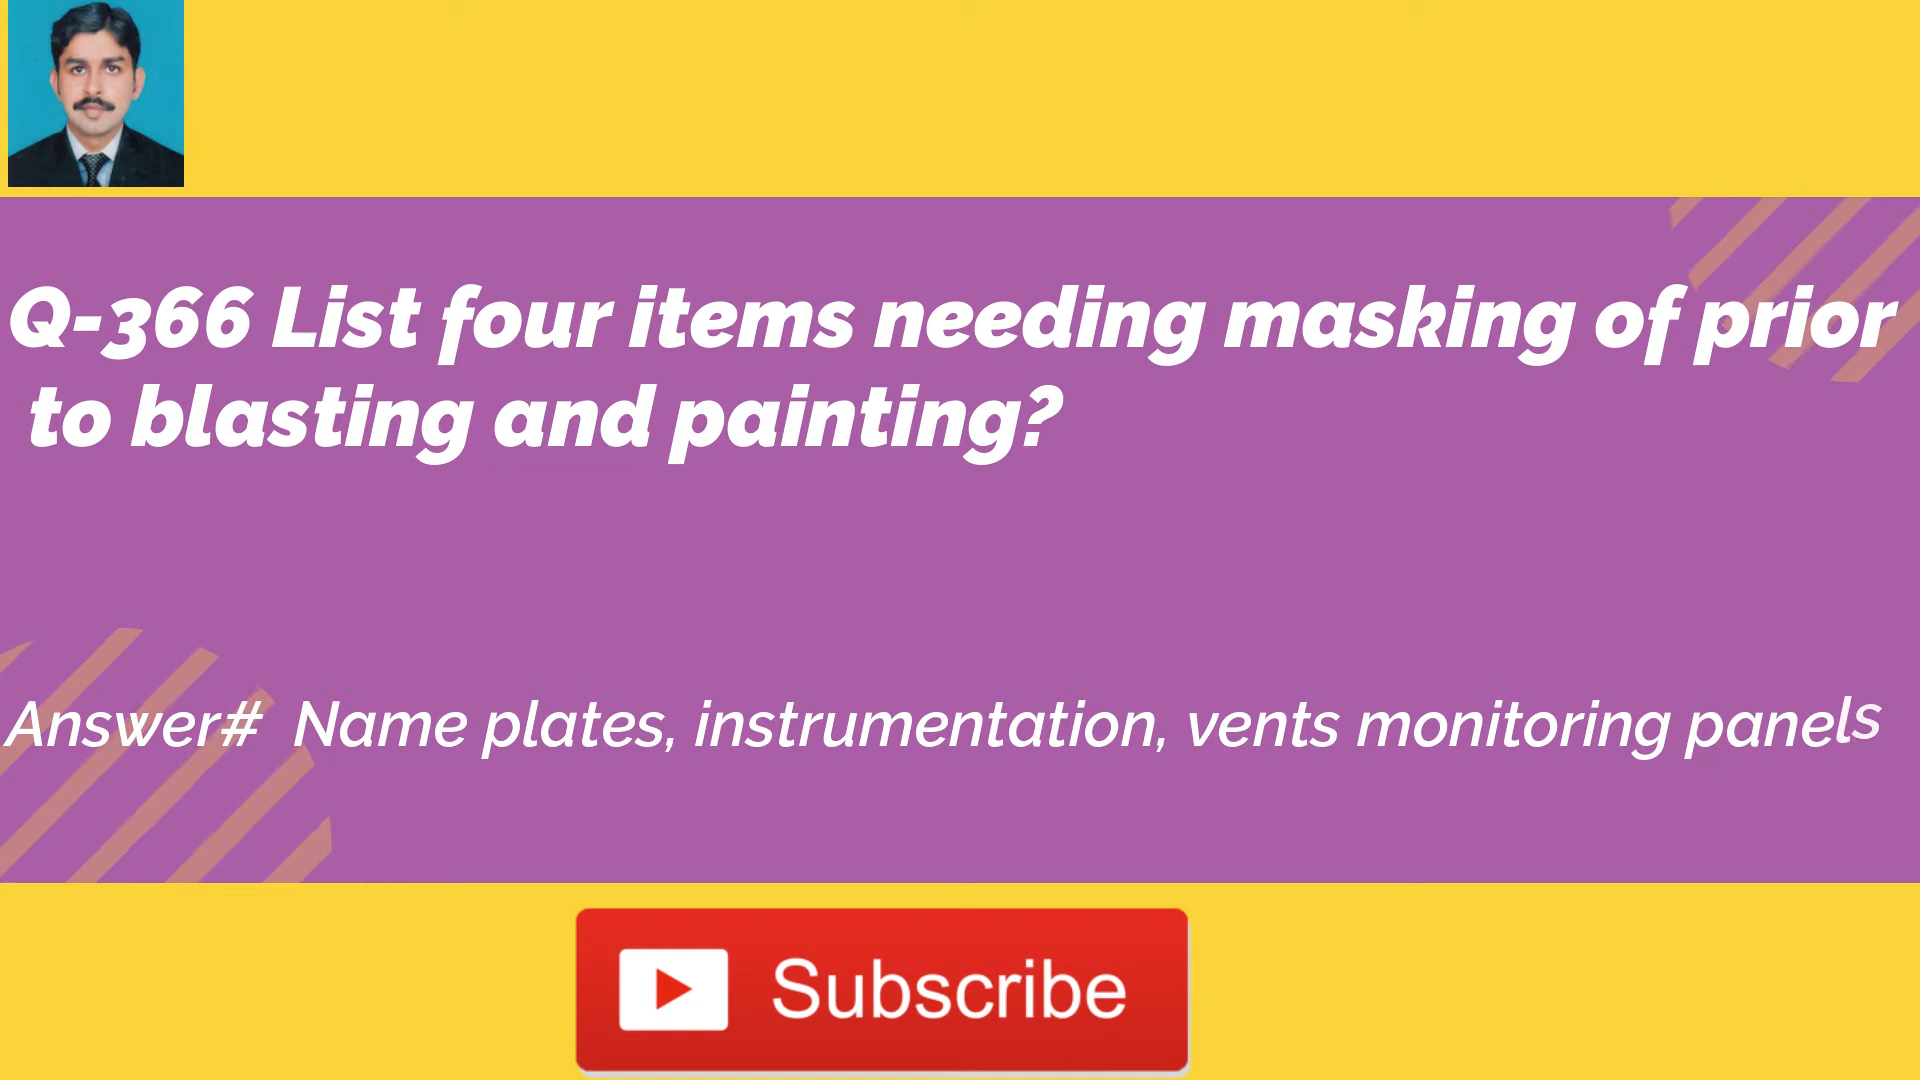 Q-366 List four items needing masking of prior
to blasting and painting?
Answer# Name plates, instrumentation, vents monitoring panels
Subscribe